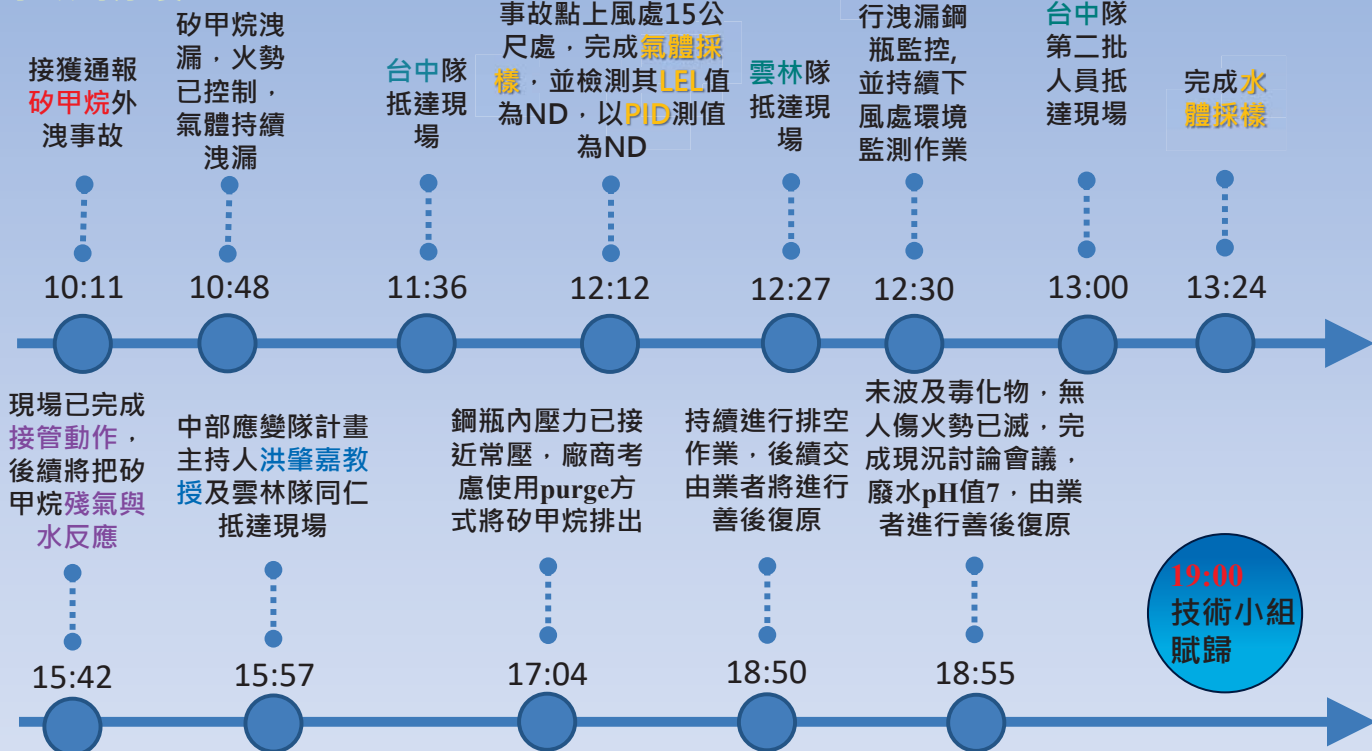 接獲通報
矽甲烷外
洩事故
矽甲烷洩
漏，火勢
已控制，
氣體持續
洩漏
台中隊
抵達現
場
事故點上風處15公
尺處，完成氣體採
樣，並檢測其LEL值
為ND，以PID測值
為ND
雲林隊
抵達現
場
行洩漏鋼
瓶監控,
並持續下
風處環境
監測作業
台中隊
第二批
人員抵
達現場
完成水
體採樣
10:11
10:48
11:36
12:12
12:27
12:30
13:00
13:24
現場已完成
接管動作，
後續將把矽
甲烷殘氣與
水反應
中部應變隊計畫
主持人洪肇嘉教
授及雲林隊同仁
抵達現場
鋼瓶內壓力已接
近常壓，廠商考
慮使用purge方
式將矽甲烷排出
持續進行排空
作業，後續交
由業者將進行
善後復原
未波及毒化物，無
人傷火勢已滅，完
成現況討論會議，
廢水pH值7，由業
者進行善後復原
19:00
技術小組
賦歸
15:42
15:57
17:04
18:50
18:55